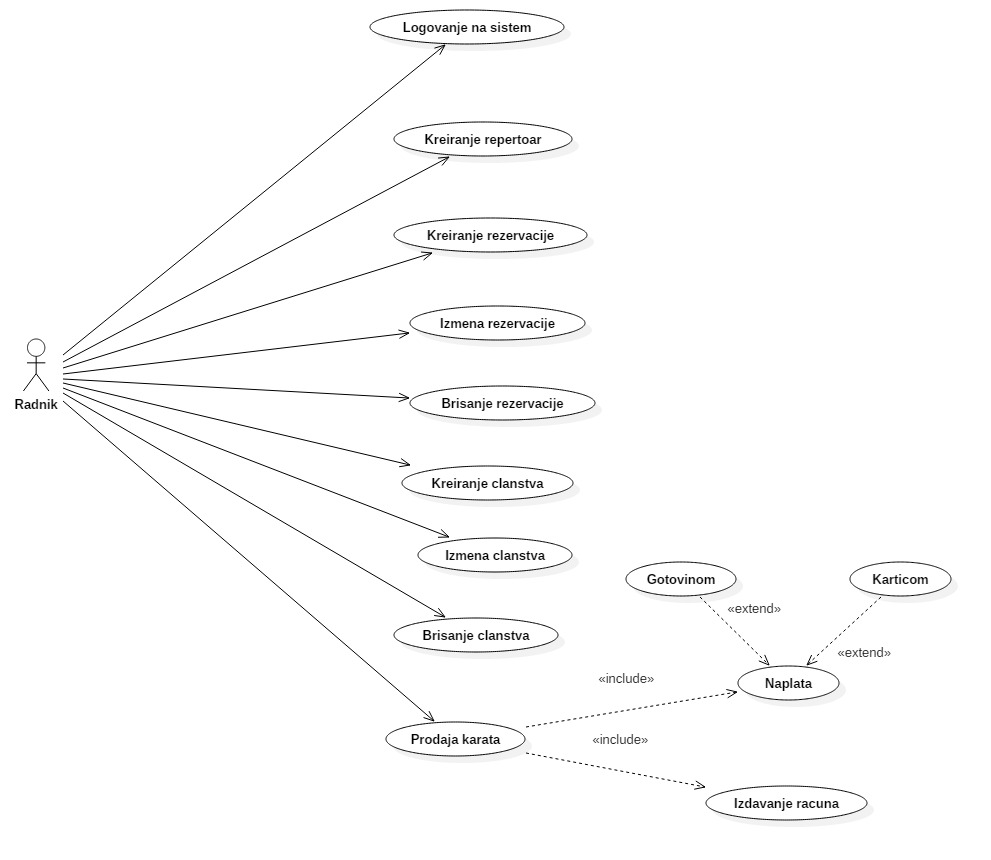 Logovanje na sistem
Kreiranje repertoar
Kreiranje rezervacije
Izmena rezervacije
Radnik
Brisanje rezervacije
Kreiranje clanstva
Izmena clanstva
Gotovinom
Karticom
«extend»
Brisanje clanstva
«extend»
«include»
Naplata
Prodaja karata
«include»
Izdavanje racuna